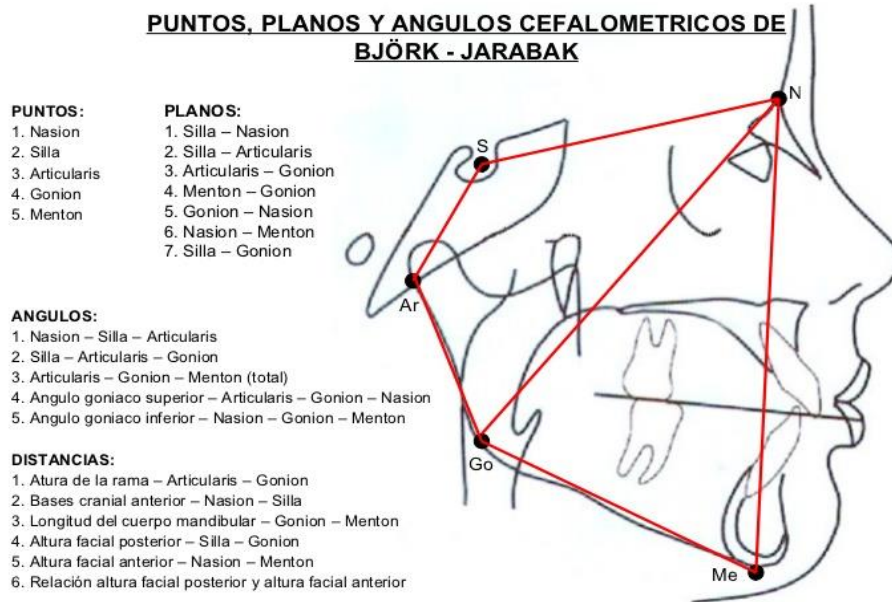 PUNTOS, PLANOS Y ANGULOS CEFALOMETRICOS DE
BJÖRK - JARABAK
PUNTOS:
1. Nasion
2. Silla
3. Articularis
4. Gonion
5. Menton
PLANOS:
1. Silla – Nasion
2. Silla – Articularis
3. Articularis – Gonion
4. Menton – Gonion
5. Gonion – Nasion
6. Nasion – Menton
7. Silla – Gonion
ANGULOS:
1. Nasion – Silla – Articularis
2. Silla – Articularis – Gonion
3. Articularis – Gonion – Menton (total)
4. Angulo goniaco superior – Articularis – Gonion – Nasion
5. Angulo goniaco inferior – Nasion – Gonion – Menton
DISTANCIAS:
1. Atura de la rama – Articularis – Gonion
2. Bases cranial anterior – Nasion – Silla
3. Longitud del cuerpo mandibular – Gonion – Menton
4. Altura facial posterior – Silla – Gonion
5. Altura facial anterior – Nasion – Menton
6. Relación altura facial posterior y altura facial anterior
N
S
Ar
Go
Me